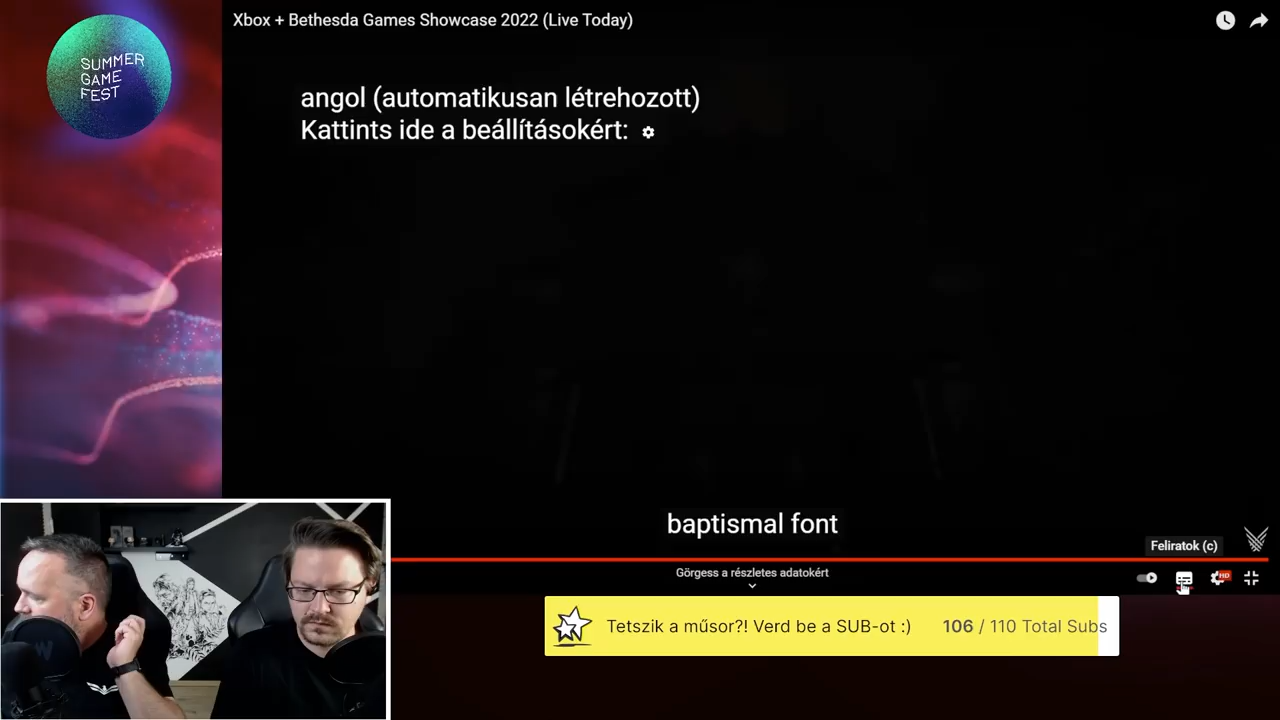 Xbox + Bethesda Games Showcase 2022 (Live Today)
SUMMER
GAME
FEST
angol (automatikusan létrehozott)
Kattints ide a beállításokért:
baptismal font
Feliratok (c)
Görgess a részletes adatokért
HD
Tetszik a műsor?! Verd be a SUB-ot :) 106 / 110 Total Subs